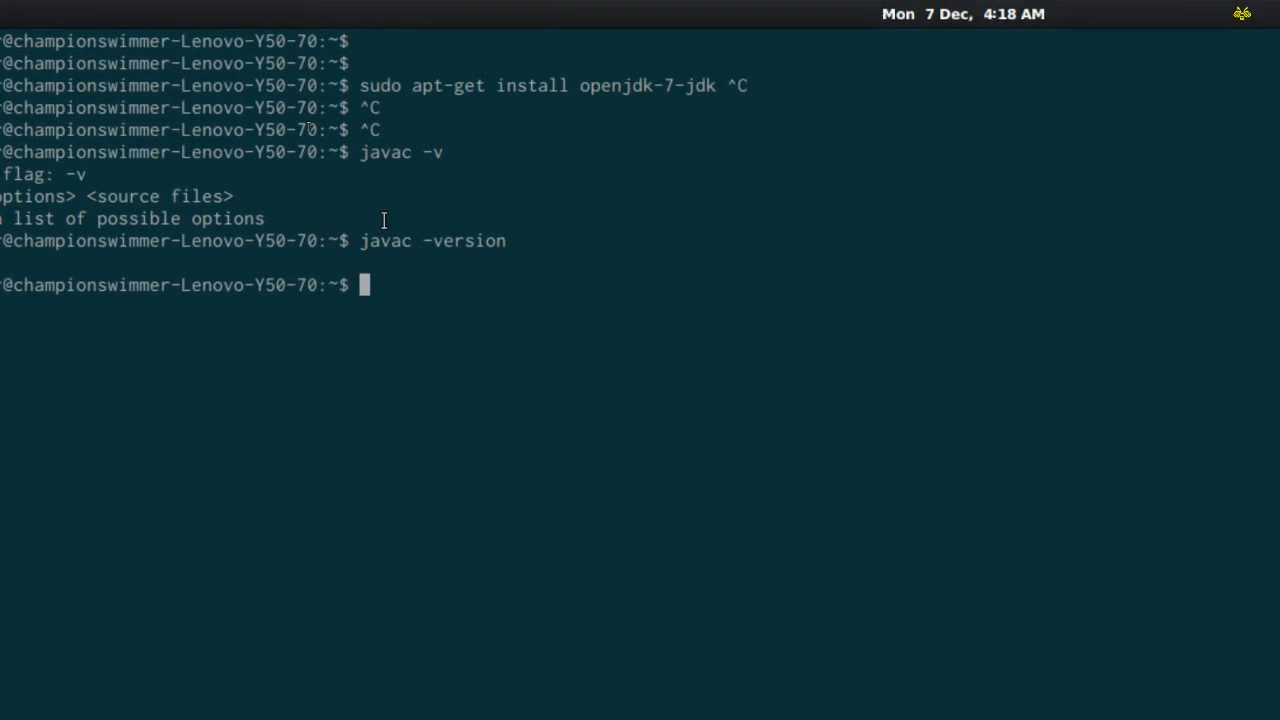 Mon 7 Dec, 4:18 AM
@championswimmer-Lenovo-Y50-70:~$
@championswimmer-Lenovo-Y50-70:~$
@championswimmer-Lenovo-Y50-70:~$ sudo apt-get install openjdk-7-jdk ^C
@championswimmer-Lenovo-Y50-70:~$ ^C
@championswimmer-Lenovo-Y50-70:~$ ^C
@championswimmer-Lenovo-Y50-70:~$ javac -v
flag: -v
options> <source files>
list of possible options
@championswimmer-Lenovo-Y50-70:~$ javac -version
@championswimmer-Lenovo-Y50-70:~$